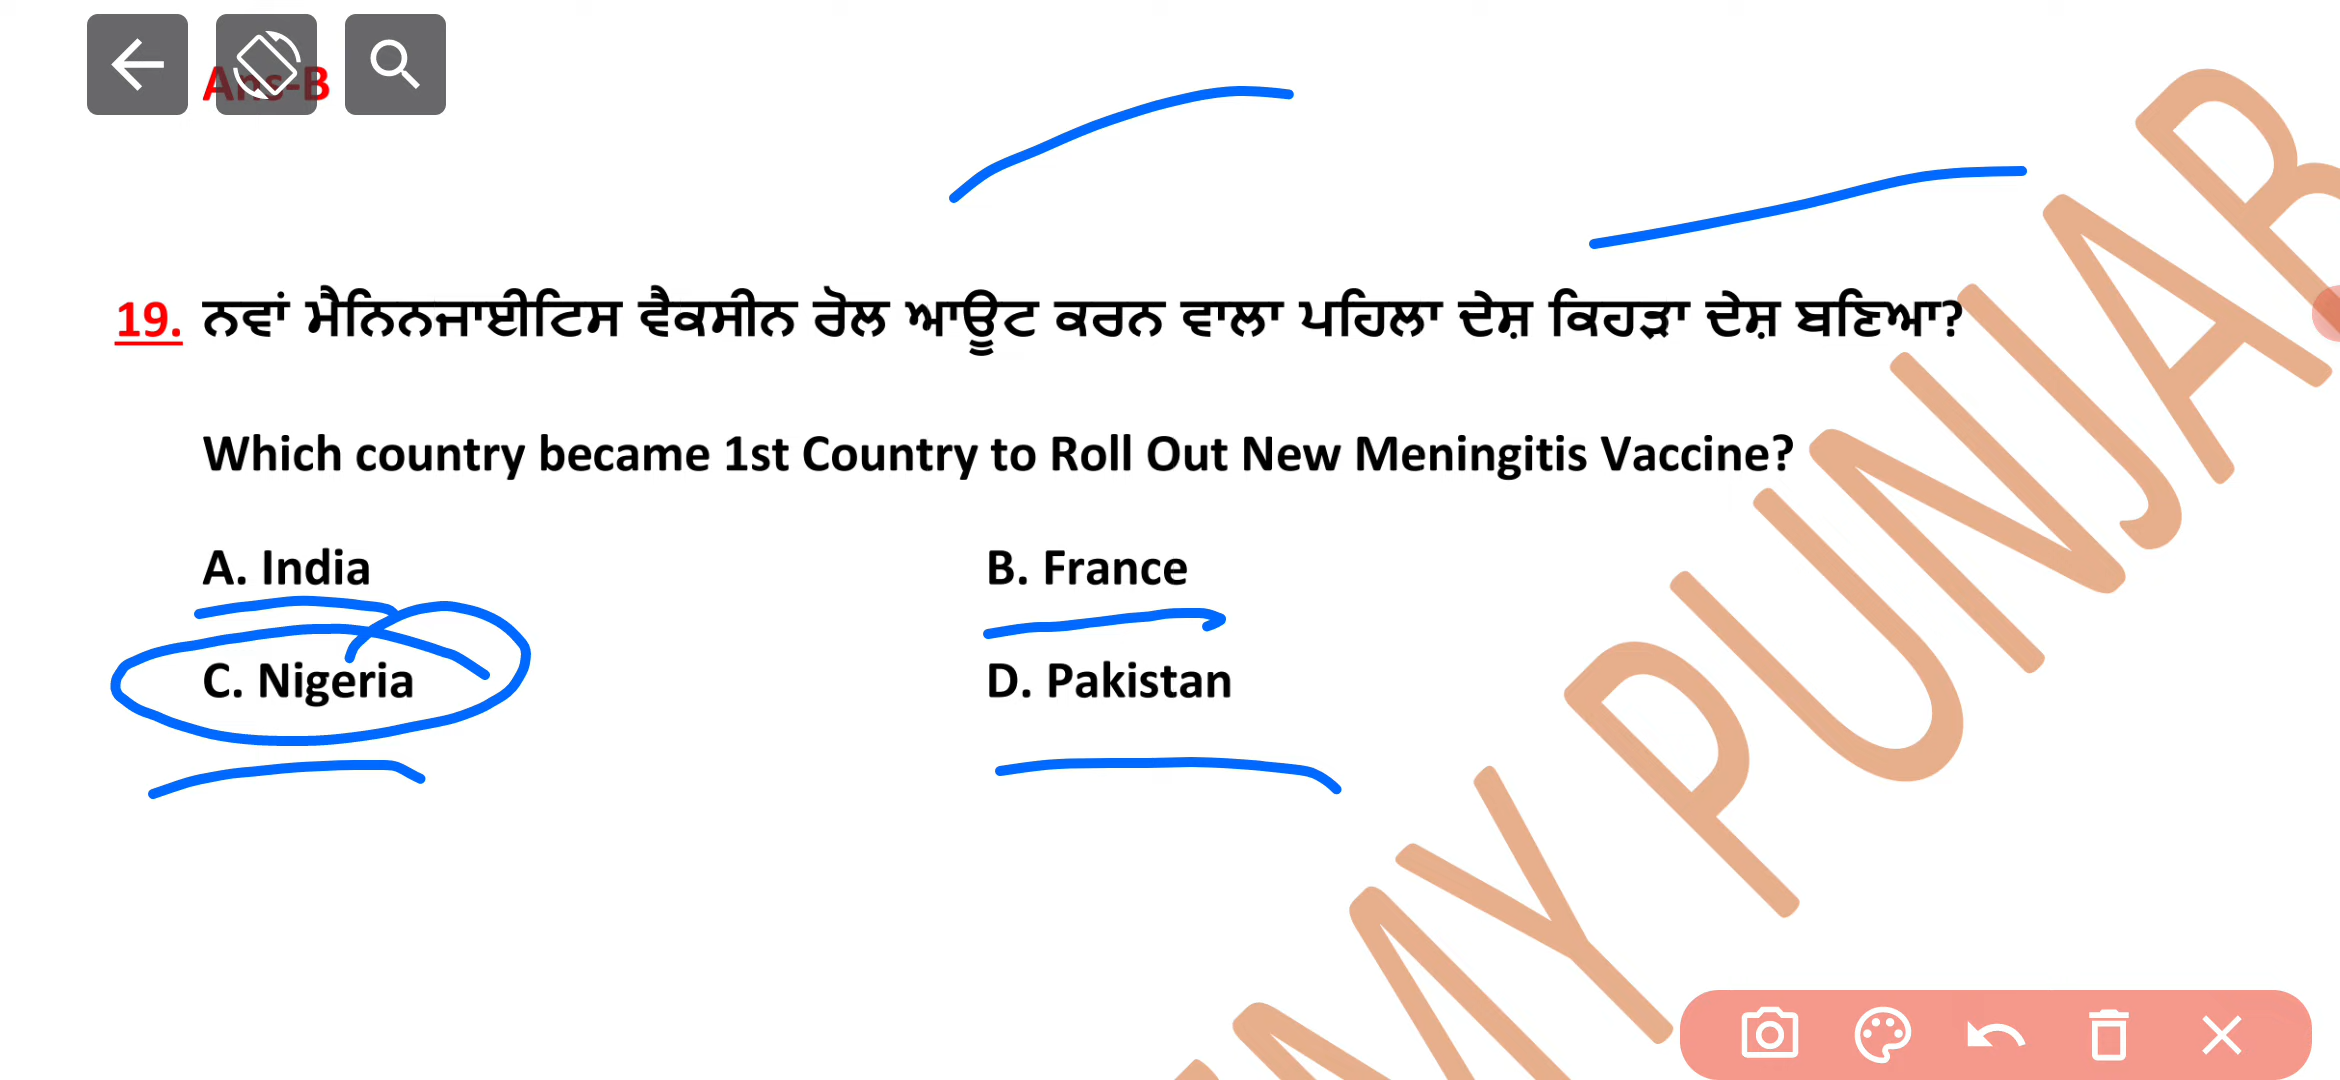 Ans-B
19. ਨਵਾਂ ਮੈਨਿਨਜਾਈਟਿਸ ਵੈਕਸੀਨ ਰੋਲ ਆਊਟ ਕਰਨ ਵਾਲਾ ਪਹਿਲਾ ਦੇਸ਼ ਕਿਹੜਾ ਦੇਸ਼ ਬਣਿਆ?
Which country became 1st Country to Roll Out New Meningitis Vaccine?
A. India B. France
C. Nigeria D. Pakistan
MY PUNJAB